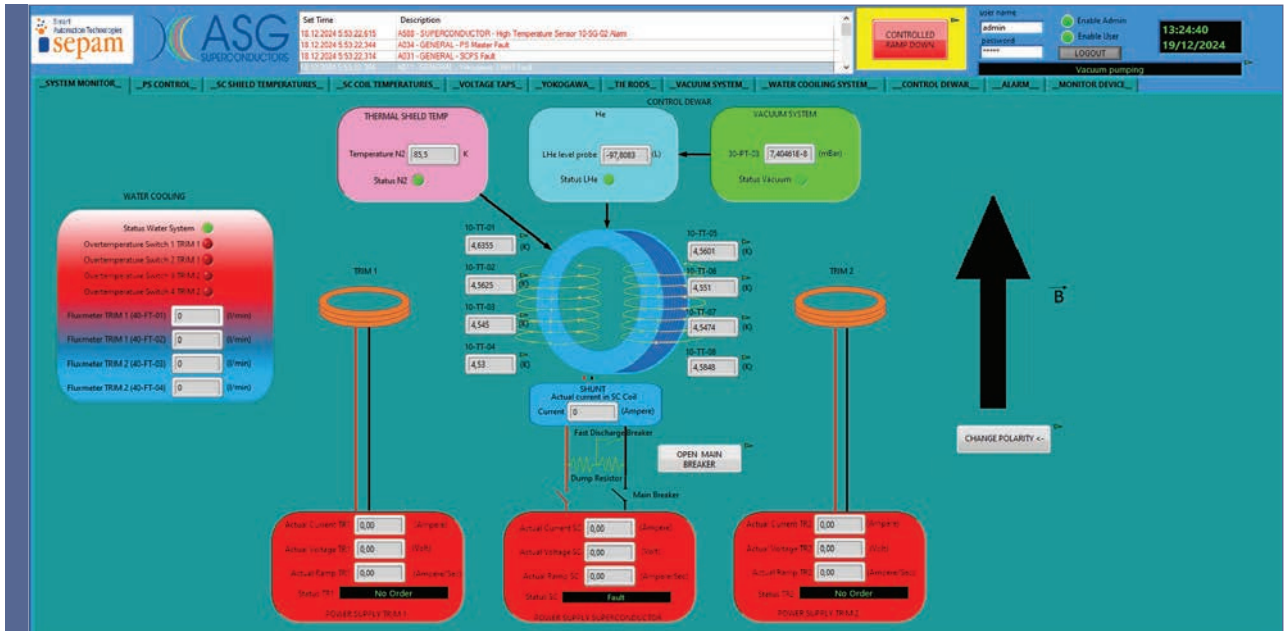 Smart
Automation Technologies
sepam
ASG
SUPERCONDUCTORS
Set Time Description
18.12.2024 5:53:22,615 A500 - SUPERCONDUCTOR - High Temperature Sensor 10-SG-02 Alarm
18.12.2024 5:53:22,344 A034 - GENERAL - PS Master Fault
18.12.2024 5:53:22,344 A031 - GENERAL - SCPS Fault
CONTROLLED
RAMP DOWN
user name
admin
password
*****
Enable Admin
Enable User
LOGOUT
13:24:40
19/12/2024
Vacuum pumping
_SYSTEM MONITOR_ _PS CONTROL_ _SC SHIELD TEMPERATURES_ _SC COIL TEMPERATURES_ _VOLTAGE TAPS_ _YOKOGAWA_ _TIE RODS_ _VACUUM SYSTEM_ _WATER COOLING SYSTEM_ _CONTROL DEWAR_ _ALARM_ _MONITOR DEVICE_
CONTROL DEWAR
THERMAL SHIELD TEMP
Temperature N2 85,5 K
Status N2
He
LHe level probe -97,8083 (L)
Status LHe
VACUUM SYSTEM
30-PT-03 7,40461E-8 (mBar)
Status Vacuum
WATER COOLING
Status Water System
Overtemperature Switch 1 TRIM 1
Overtemperature Switch 2 TRIM 1
Overtemperature Switch 3 TRIM 2
Overtemperature Switch 4 TRIM 2
Fluxmeter TRIM 1 (40-FT-01) 0 (l/min)
Fluxmeter TRIM 1 (40-FT-02) 0 (l/min)
Fluxmeter TRIM 2 (40-FT-03) 0 (l/min)
Fluxmeter TRIM 2 (40-FT-04) 0 (l/min)
TRIM 1
10-TT-01
4,6355 (K)
10-TT-02
4,5625 (K)
10-TT-03
4,545 (K)
10-TT-04
4,53 (K)
10-TT-05
4,5601 (K)
10-TT-06
4,551 (K)
10-TT-07
4,5474 (K)
10-TT-08
4,5848 (K)
TRIM 2
B
CHANGE POLARITY <-
SHUNT
Actual current in SC Coil
Current 0 (Ampere)
Fast Discharge Breaker
Dump Resistor
OPEN MAIN
BREAKER
Main Breaker
Actual Current TR1 0,00 (Ampere)
Actual Voltage TR1 0,00 (Volt)
Actual Ramp TR1 0,00 (Ampere/Sec)
Status TR1 No Order
POWER SUPPLY TRIM 1
Actual Current SC 0,00 (Ampere)
Actual Voltage SC 0,00 (Volt)
Actual Ramp SC 0,00 (Ampere/Sec)
Status SC Fault
POWER SUPPLY SUPERCONDUCTOR
Actual Current TR2 0,00 (Ampere)
Actual Voltage TR2 0,00 (Volt)
Actual Ramp TR2 0,00 (Ampere/Sec)
Status TR2 No Order
POWER SUPPLY TRIM 2